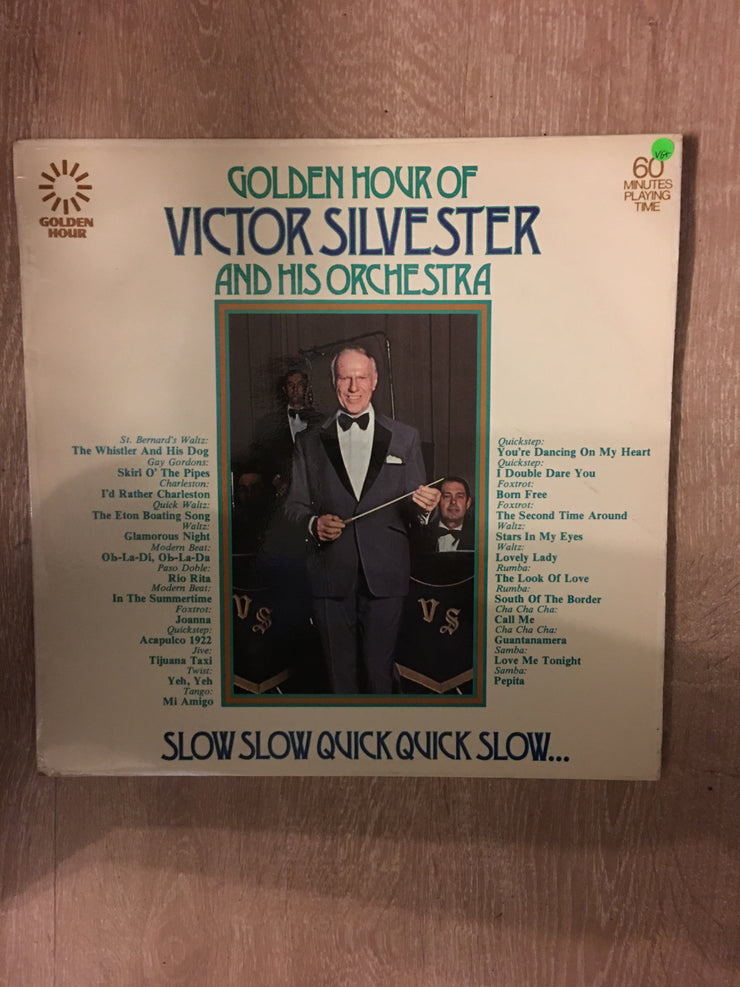 GOLDEN HOUR OF
VICTOR SILVESTER
AND HIS ORCHESTRA
GOLDEN
HOUR
VG+
60
MINUTES
PLAYING
TIME
St. Bernard's Waltz:
The Whistler And His Dog
Gay Gordons:
Skirl O' The Pipes
Charleston:
I'd Rather Charleston
Quick Waltz:
The Eton Boating Song
Waltz:
Glamorous Night
Modern Beat:
Ob-La-Di, Ob-La-Da
Paso Doble:
Rio Rita
Modern Beat:
In The Summertime
Foxtrot:
Joanna
Quickstep:
Acapulco 1922
Jive:
Tijuana Taxi
Twist:
Yeh, Yeh
Tango:
Mi Amigo
VS
VS
Quickstep:
You're Dancing On My Heart
Quickstep:
I Double Dare You
Foxtrot:
Born Free
Foxtrot:
The Second Time Around
Waltz:
Stars In My Eyes
Waltz:
Lovely Lady
Rumba:
The Look Of Love
Rumba:
South Of The Border
Cha Cha Cha:
Call Me
Cha Cha Cha:
Guantanamera
Samba:
Love Me Tonight
Samba:
Pepita
SLOW SLOW QUICK QUICK SLOW...